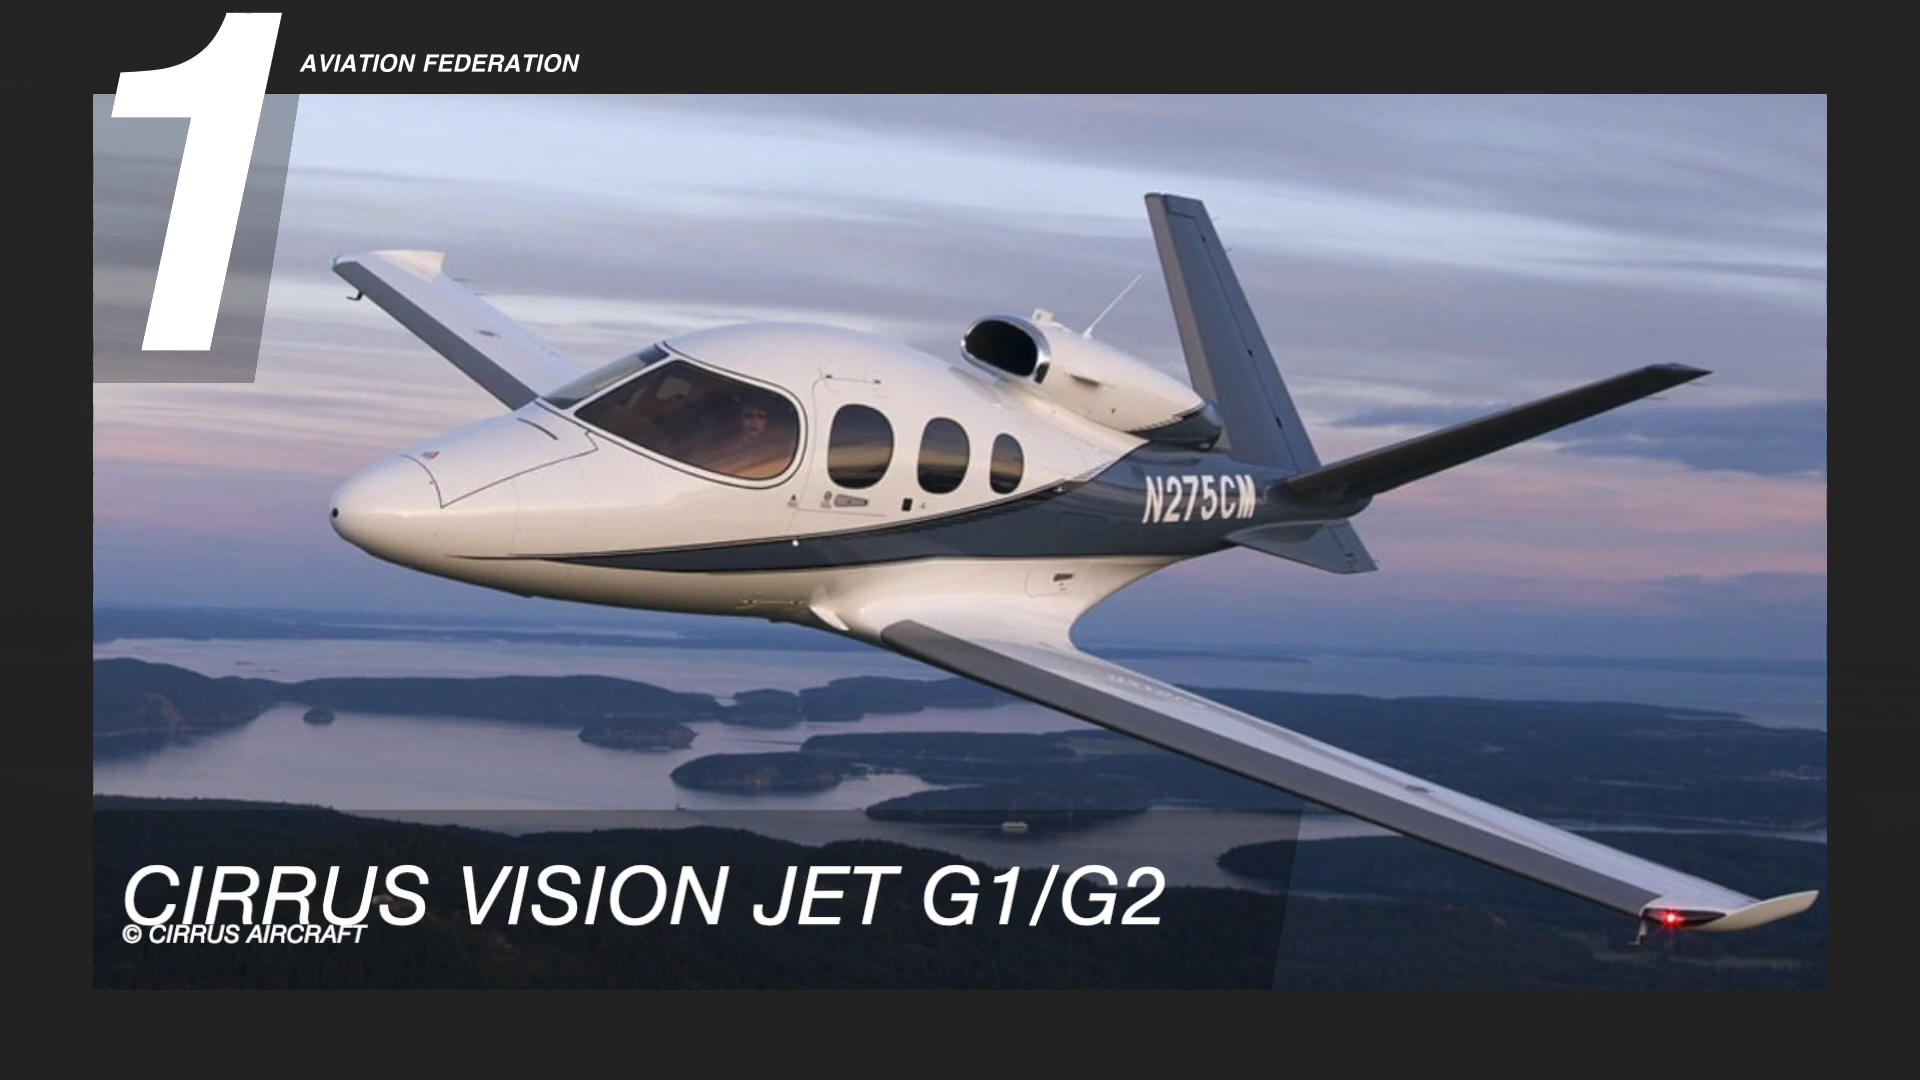 1
AVIATION FEDERATION
N275CM
CIRRUS VISION JET G1/G2
© CIRRUS AIRCRAFT